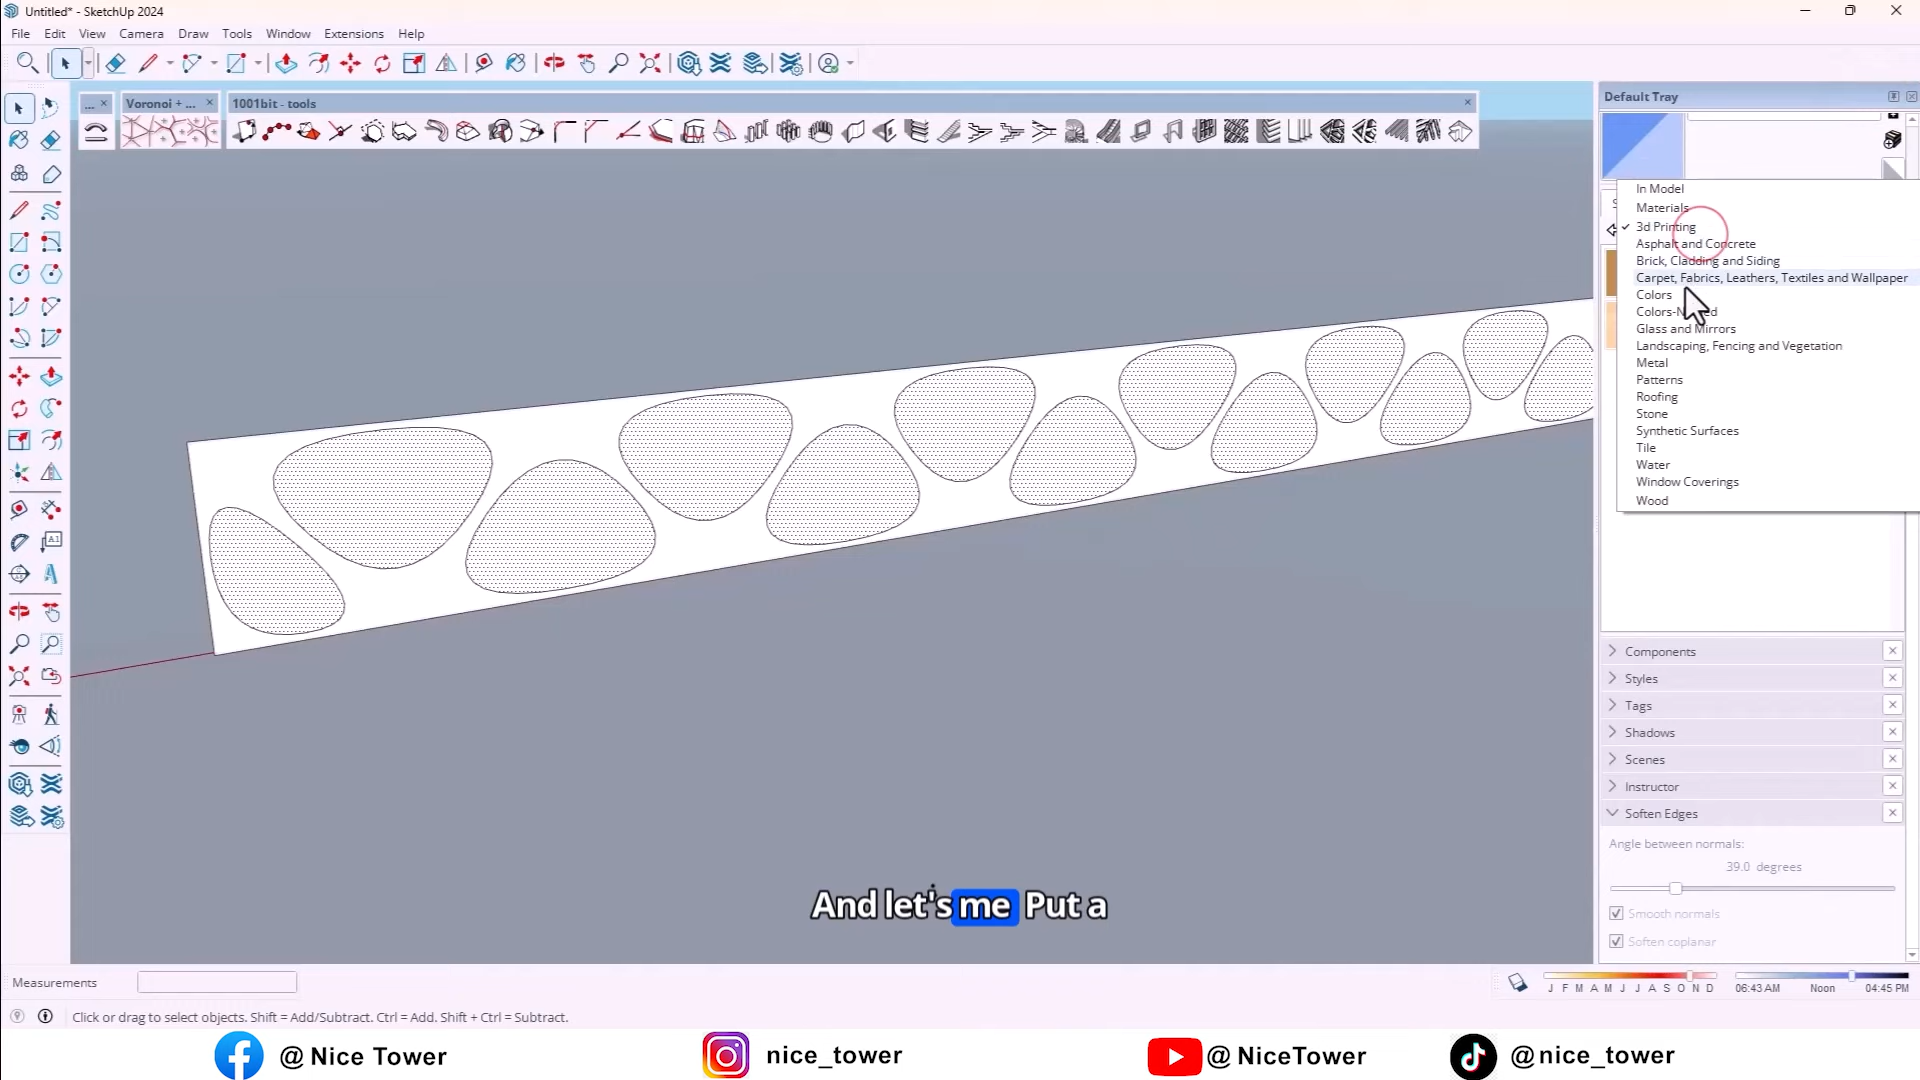 Untitled* - SketchUp 2024
File Edit View Camera Draw Tools Window Extensions Help
... Voronoi + ... 1001bit - tools
Default Tray
In Model
Materials
3d Printing
Asphalt and Concrete
Brick, Cladding and Siding
Carpet, Fabrics, Leathers, Textiles and Wallpaper
Colors
Glass and Mirrors
Landscaping, Fencing and Vegetation
Metal
Patterns
Roofing
Stone
Synthetic Surfaces
Tile
Water
Window Coverings
Wood
Components
Styles
Tags
Shadows
Scenes
Instructor
Soften Edges
Angle between normals:
39.0 degrees
Smooth normals
Soften coplanar
And let's me Put a
Measurements
J F M A M J J A S O N D 06:43 AM Noon 04:45 PM
Click or drag to select objects. Shift = Add/Subtract. Ctrl = Add. Shift + Ctrl = Subtract.
@ Nice Tower nice_tower @ NiceTower @nice_tower